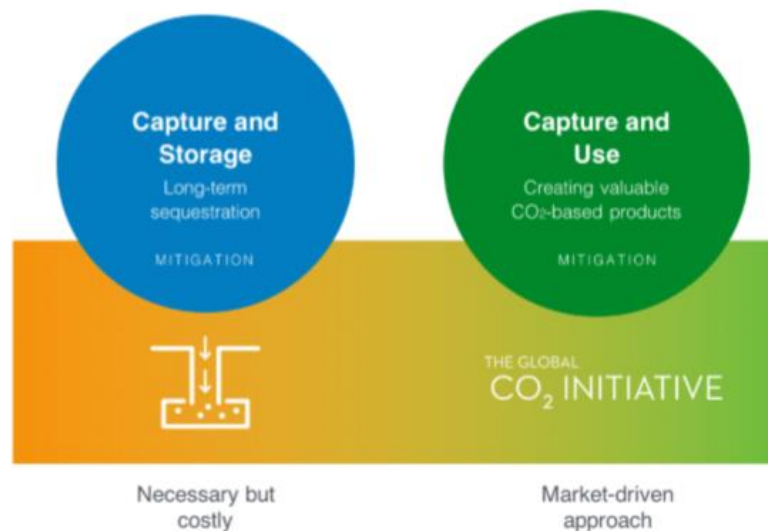 Capture and
Storage
Long-term
sequestration
MITIGATION
Capture and
Use
Creating valuable
CO₂-based products
MITIGATION
THE GLOBAL
CO₂ INITIATIVE
Necessary but
costly
Market-driven
approach